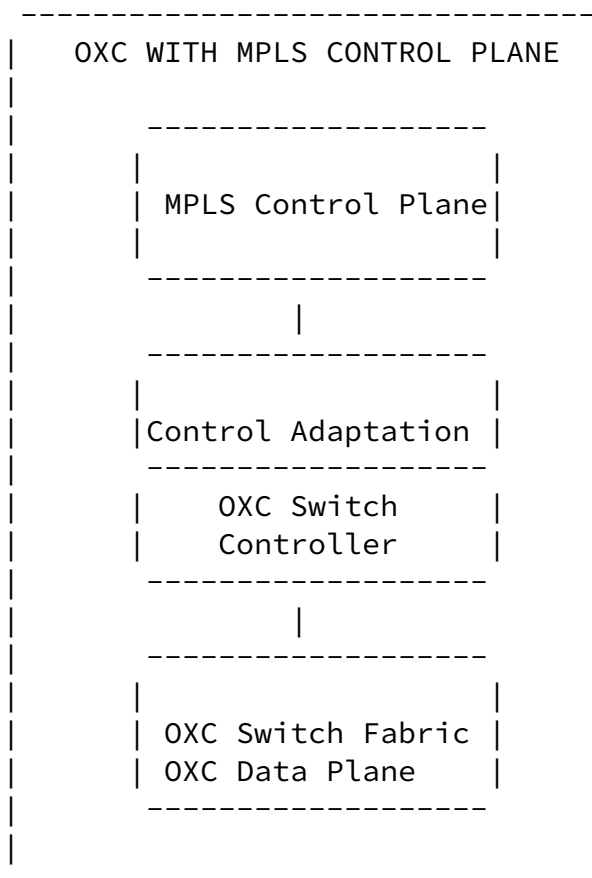 OXC WITH MPLS CONTROL PLANE
MPLS Control Plane
Control Adaptation
OXC Switch
Controller
OXC Switch Fabric
OXC Data Plane